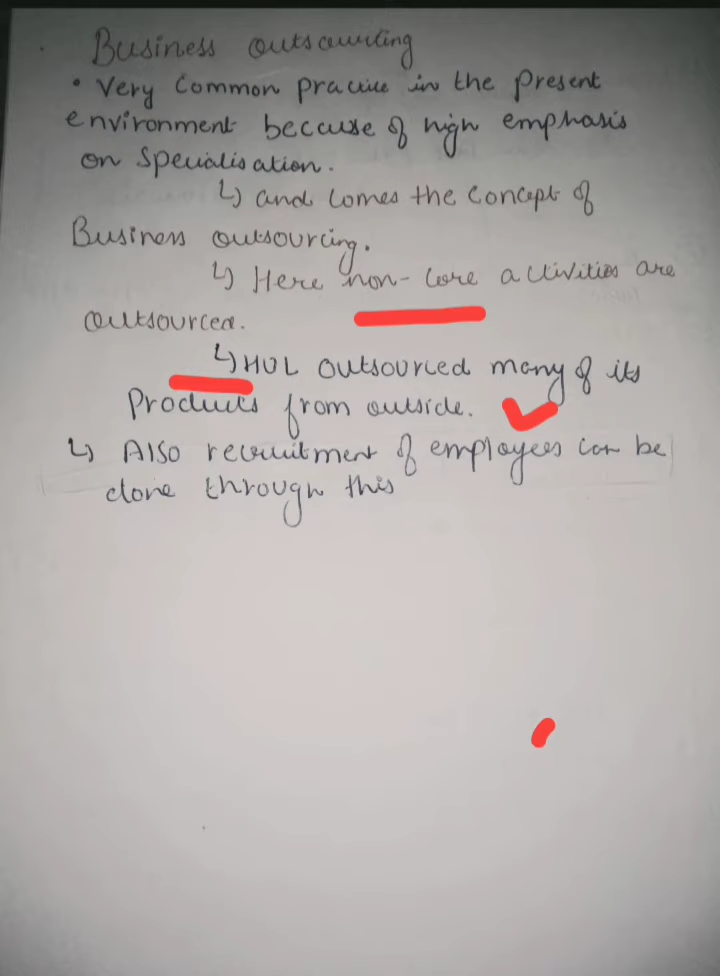 Business outscourting
• Very Common practice in the present
environment because of high emphasis
on specialisation.
↳ and comes the concept of
Business outsourcing.
↳ Here non-core activities are
outsourced.
↳ HUL outsourced many of its
Products from outside.
↳ Also recruitment of employees can be
done through this